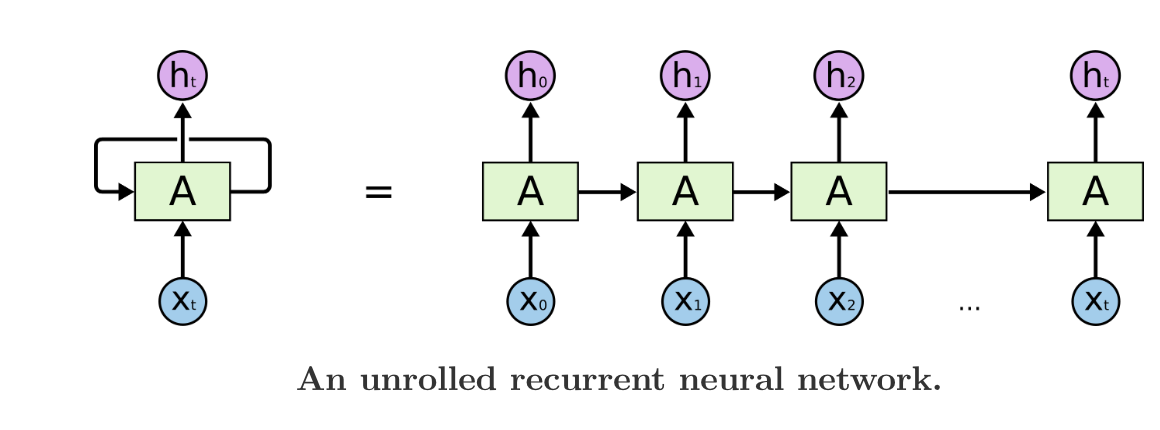 hₜ h₀ h₁ h₂ hₜ
A = A A A A
xₜ x₀ x₁ x₂ ... xₜ
An unrolled recurrent neural network.